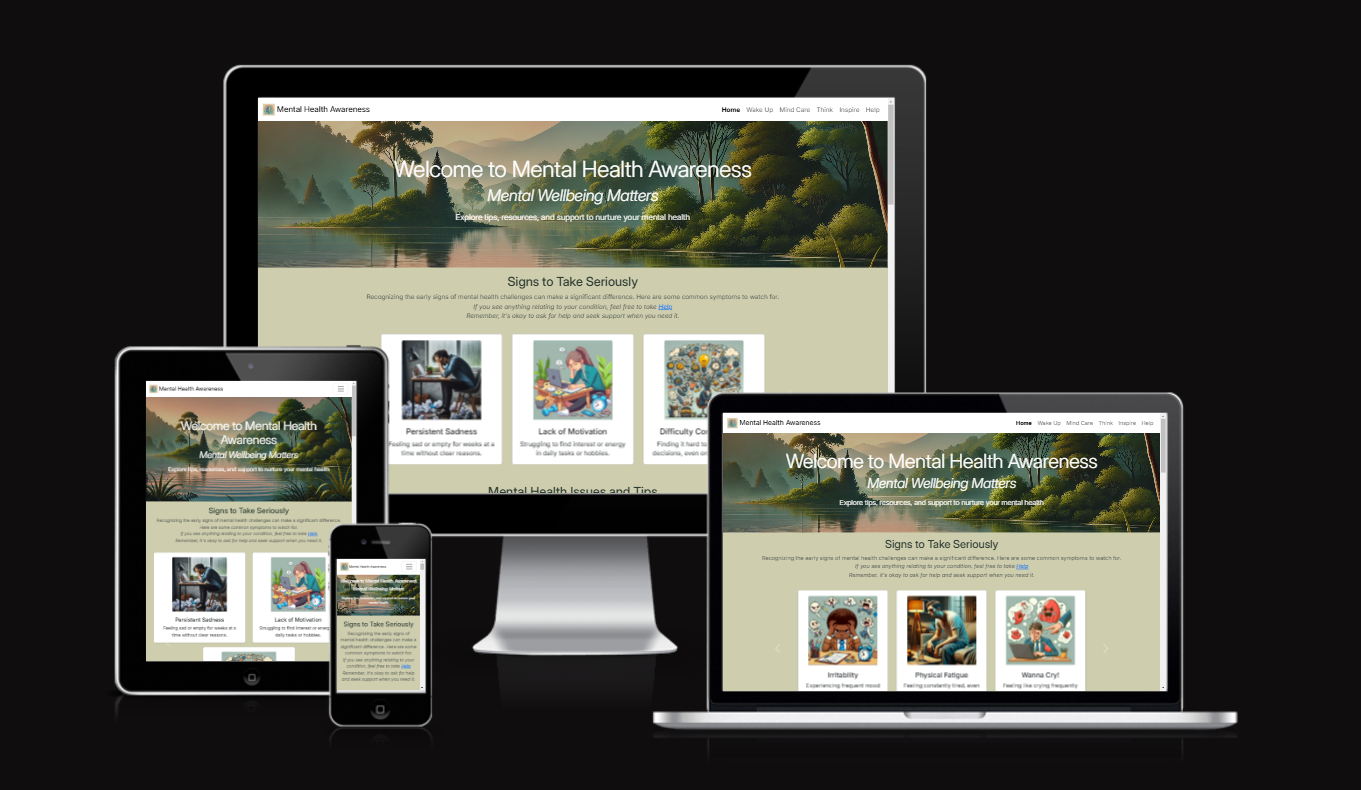 Mental Health Awareness
Home Wake Up Mind Care Think Inspire Help
Welcome to Mental Health Awareness
Mental Wellbeing Matters
Explore tips, resources, and support to nurture your mental health
Signs to Take Seriously
Recognizing the early signs of mental health challenges can make a significant difference. Here are some common symptoms to watch for.
If you see anything relating to your condition, feel free to take Help
Remember, it's okay to ask for help and seek support when you need it.
Persistent Sadness
Feeling sad or empty for weeks at a
time without clear reasons.
Lack of Motivation
Struggling to find interest or energy
in daily tasks or hobbies.
Difficulty Con
Finding it hard to
decisions, even on
Mental Health Issues and Tips
Mental Health Awareness
Welcome to Mental Health
Awareness
Mental Wellbeing Matters
Explore tips, resources, and support to nurture your mental health
Signs to Take Seriously
Recognizing the early signs of mental health challenges can make a significant difference.
Here are some common symptoms to watch for.
If you see anything relating to your condition, feel free to take Help
Remember, it's okay to ask for help and seek support when you need it.
Persistent Sadness
Feeling sad or empty for weeks at a
time without clear reasons.
Lack of Motivation
Struggling to find interest or energy
in daily tasks or hobbies.
Mental Health Awareness
Welcome to Mental Health Awareness
Mental Wellbeing Matters
Explore tips, resources, and support to nurture your
mental health
Signs to Take Seriously
Recognizing the early signs of
mental health challenges can make a
significant difference. Here are some
common symptoms to watch for.
If you see anything relating to your
condition, feel free to take Help
Remember, it's okay to ask for help
and seek support when you need it.
Mental Health Awareness
Home Wake Up Mind Care Think Inspire Help
Welcome to Mental Health Awareness
Mental Wellbeing Matters
Explore tips, resources, and support to nurture your mental health
Signs to Take Seriously
Recognizing the early signs of mental health challenges can make a significant difference. Here are some common symptoms to watch for.
If you see anything relating to your condition, feel free to take Help
Remember, it's okay to ask for help and seek support when you need it.
Irritability
Experiencing frequent mood
Physical Fatigue
Feeling constantly tired, even
Wanna Cry!
Feeling like crying frequently